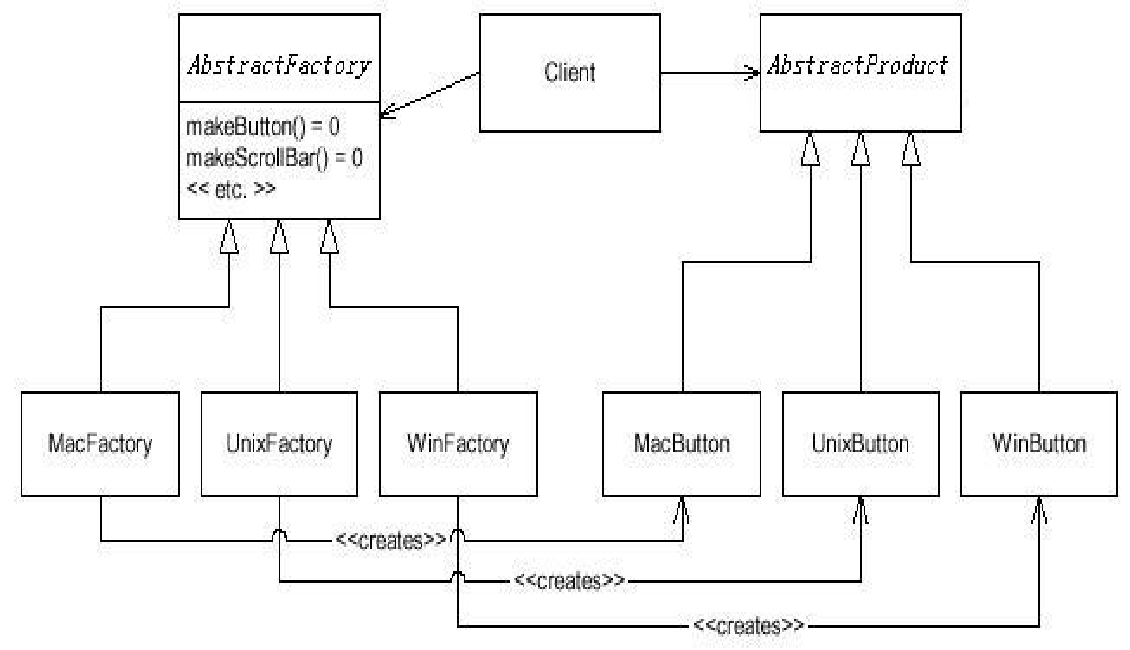 AbstractFactory
makeButton() = 0
makeScrollBar() = 0
<< etc. >>
Client
AbstractProduct
MacFactory
UnixFactory
WinFactory
MacButton
UnixButton
WinButton
<<creates>>
<<creates>>
<<creates>>